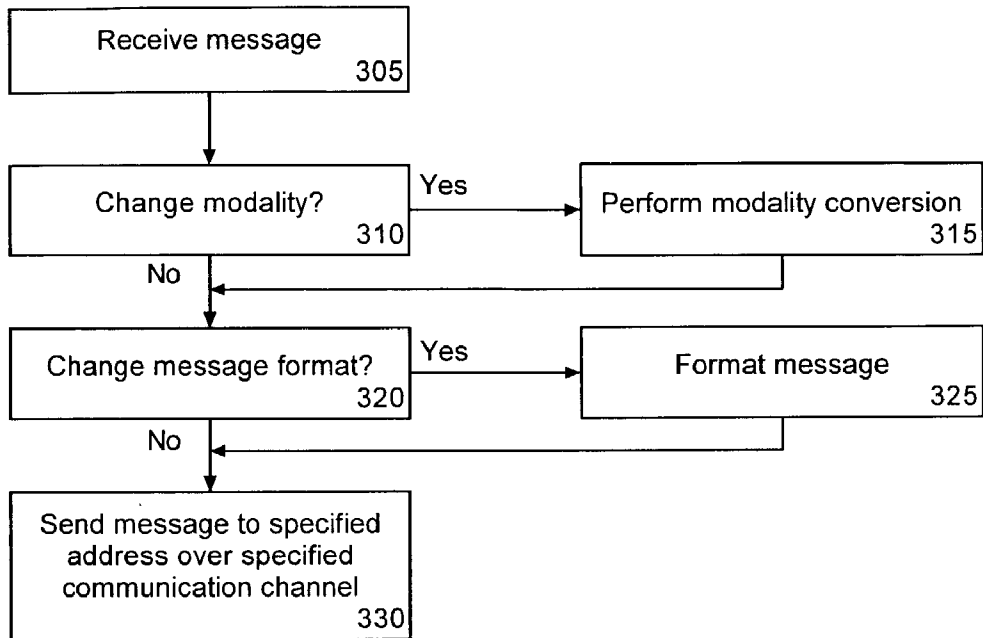 Receive message
305
Change modality?
310
Yes
Perform modality conversion
315
No
Change message format?
320
Yes
Format message
325
No
Send message to specified
address over specified
communication channel
330